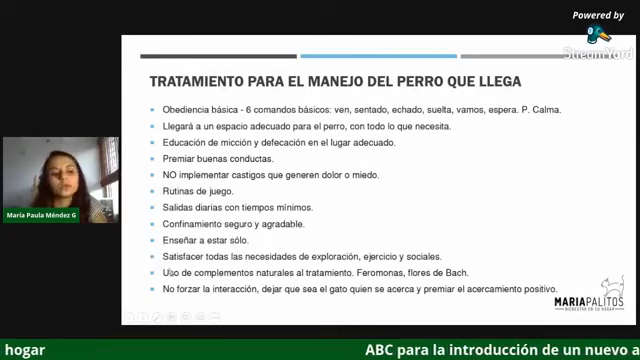 Powered by
StreamYard
TRATAMIENTO PARA EL MANEJO DEL PERRO QUE LLEGA
Obediencia básica - 6 comandos básicos: ven, sentado, echado, suelta, vamos, espera. P. Calma.
Llegará a un espacio adecuado para el perro, con todo lo que necesita.
Educación de micción y defecación en el lugar adecuado.
Premiar buenas conductas.
NO implementar castigos que generen dolor o miedo.
Rutinas de juego.
Salidas diarias con tiempos mínimos.
Confinamiento seguro y agradable.
Enseñar a estar sólo.
Satisfacer todas las necesidades de exploración, ejercicio y sociales.
Uso de complementos naturales al tratamiento. Feromonas, flores de Bach.
No forzar la interacción, dejar que sea el gato quien se acerca y premiar el acercamiento positivo.
María Paula Méndez G
MARIAPALITOS
BIENESTAR EN SU HOGAR
hogar
ABC para la introducción de un nuevo a